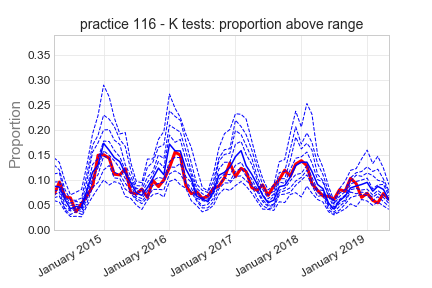 practice 116 - K tests: proportion above range
0.35
0.30
0.25
0.20
0.15
0.10
0.05
0.00
Proportion
January 2015
January 2016
January 2017
January 2018
January 2019